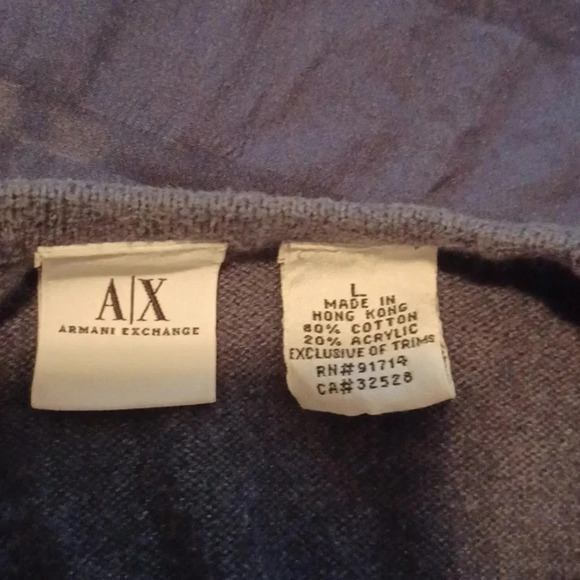 A|X
ARMANI EXCHANGE
L
MADE IN
HONG KONG
80% COTTON
20% ACRYLIC
EXCLUSIVE OF TRIMS
RN#91714
CA#32528